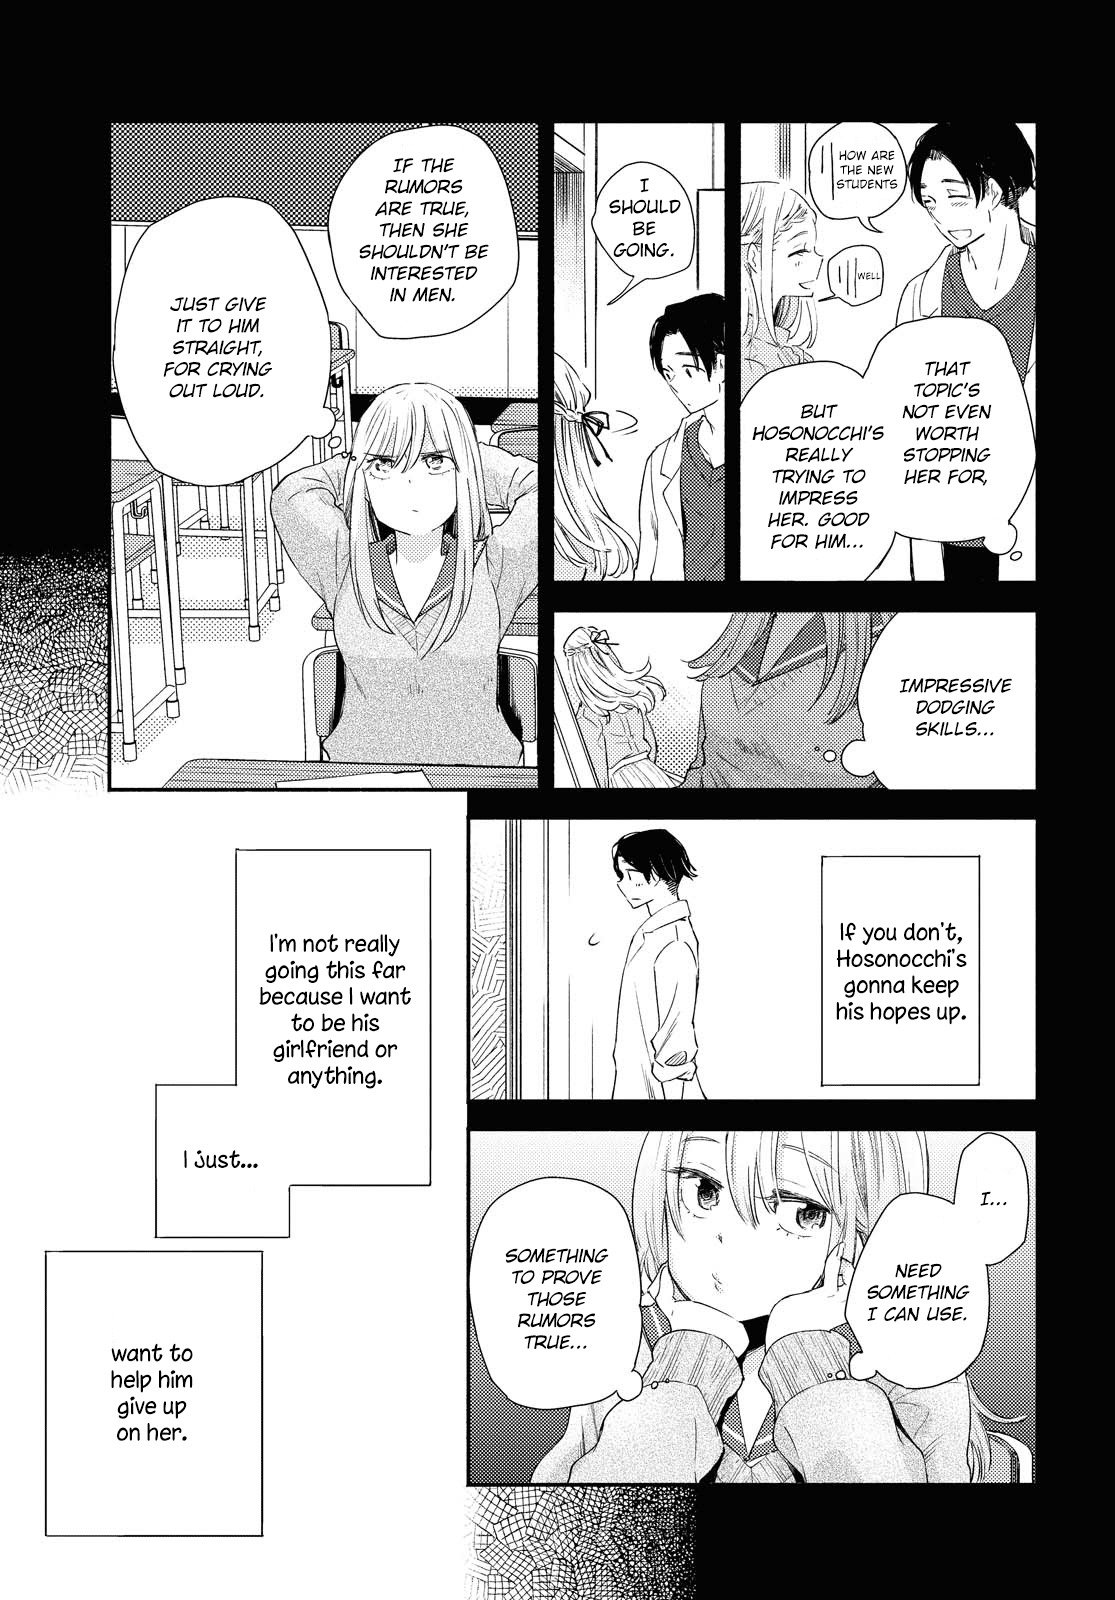 HOW ARE
THE NEW
STUDENTS
WELL
THAT
TOPIC'S
NOT EVEN
WORTH
STOPPING
HER FOR,
BUT
HOSONOCCHI'S
REALLY
TRYING TO
IMPRESS
HER. GOOD
FOR HIM...
I
SHOULD
BE
GOING.
IMPRESSIVE
DODGING
SKILLS...
IF THE
RUMORS
ARE TRUE,
THEN SHE
SHOULDN'T BE
INTERESTED
IN MEN.
JUST GIVE
IT TO HIM
STRAIGHT,
FOR CRYING
OUT LOUD.
If you don't,
Hosonocchi's
gonna keep
his hopes up.
I...
NEED
SOMETHING
I CAN USE.
SOMETHING
TO PROVE
THOSE
RUMORS
TRUE...
I'm not really
going this far
because I want
to be his
girlfriend or
anything.
I just...
want to
help him
give up
on her.